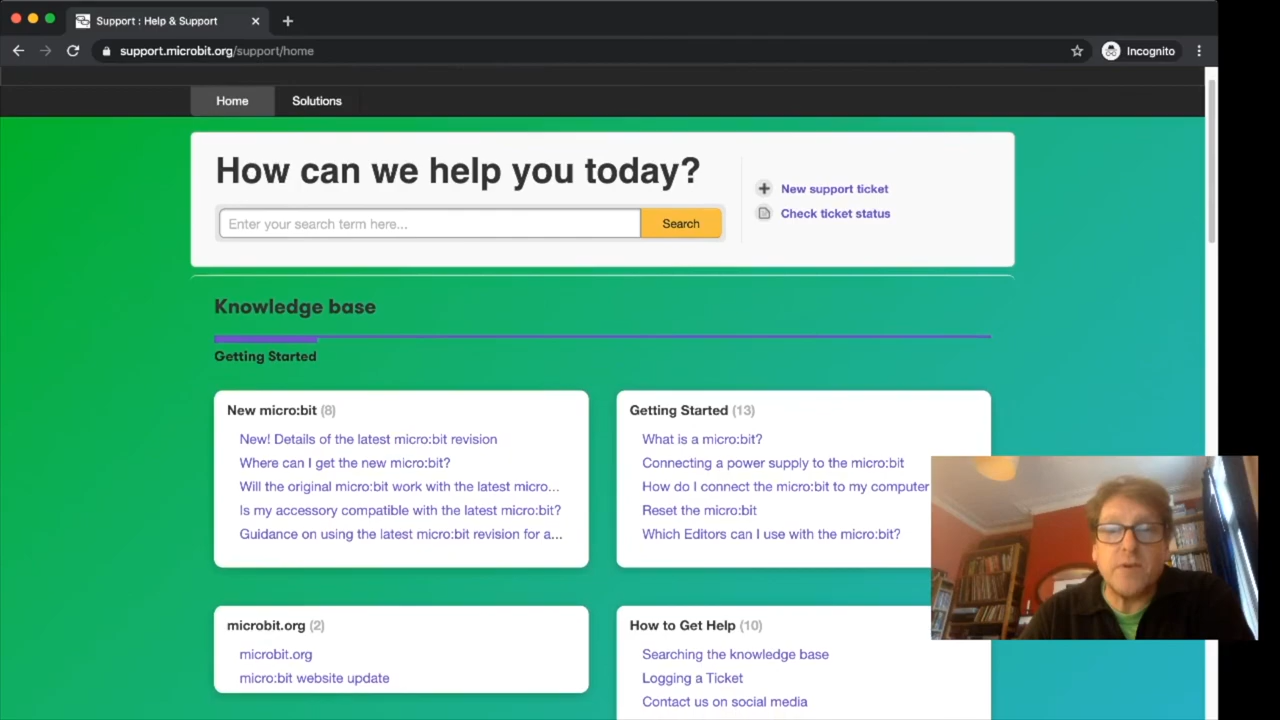 Support : Help & Support
support.microbit.org/support/home
Incognito
Home
Solutions
How can we help you today?
Enter your search term here...
Search
New support ticket
Check ticket status
Knowledge base
Getting Started
New micro:bit (8)
New! Details of the latest micro:bit revision
Where can I get the new micro:bit?
Will the original micro:bit work with the latest micro...
Is my accessory compatible with the latest micro:bit?
Guidance on using the latest micro:bit revision for a...
Getting Started (13)
What is a micro:bit?
Connecting a power supply to the micro:bit
How do I connect the micro:bit to my computer
Reset the micro:bit
Which Editors can I use with the micro:bit?
microbit.org (2)
microbit.org
micro:bit website update
How to Get Help (10)
Searching the knowledge base
Logging a Ticket
Contact us on social media